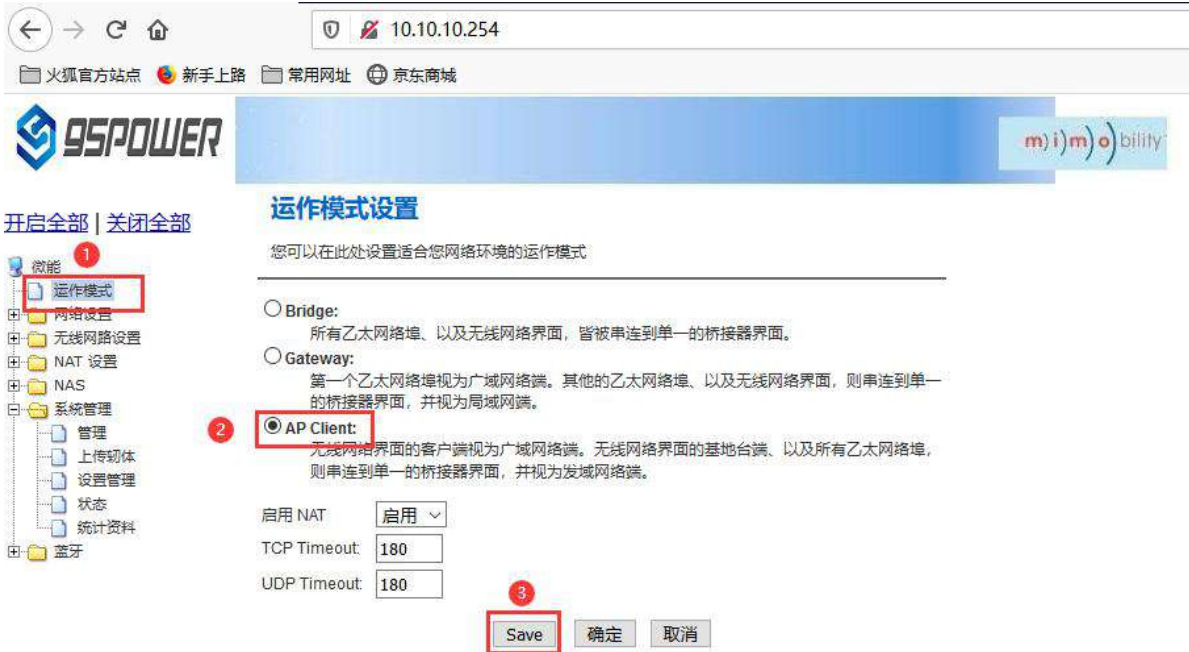 10.10.10.254
火狐官方站点 新手上路 常用网址 京东商城
95POWER
m)i)m)o)bility
开启全部 | 关闭全部
1
微能
运作模式
网络设置
无线网路设置
NAT 设置
NAS
系统管理
管理
上传轫体
设置管理
状态
统计资料
蓝牙
运作模式设置
您可以在此处设置适合您网络环境的运作模式
Bridge:
所有乙太网络埠、以及无线网络界面，皆被串连到单一的桥接器界面。
Gateway:
第一个乙太网络埠视为广域网络端。其他的乙太网络埠、以及无线网络界面，则串连到单一
的桥接器界面，并视为局域网端。
2
AP Client:
无线网络界面的客户端视为广域网络端。无线网络界面的基地台端、以及所有乙太网络埠，
则串连到单一的桥接器界面，并视为发域网络端。
启用 NAT 启用
TCP Timeout: 180
UDP Timeout: 180
3
Save 确定 取消